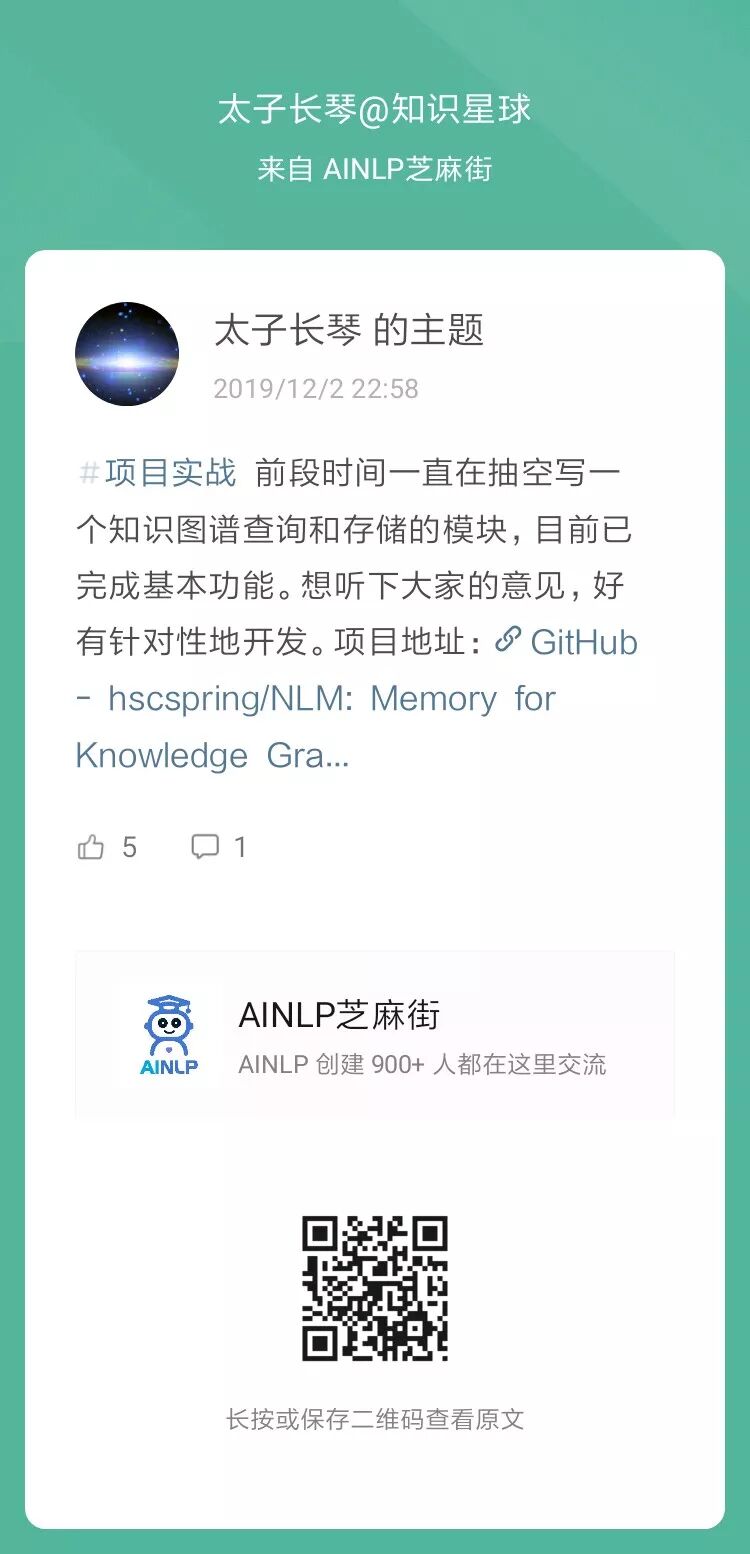 太子长琴@知识星球
来自 AINLP芝麻街
太子长琴 的主题
2019/12/2 22:58
#项目实战 前段时间一直在抽空写一
个知识图谱查询和存储的模块，目前已
完成基本功能。想听下大家的意见，好
有针对性地开发。项目地址：GitHub
- hscspring/NLM: Memory for
Knowledge Gra...
5 1
AINLP
AINLP芝麻街
AINLP 创建 900+ 人都在这里交流
长按或保存二维码查看原文